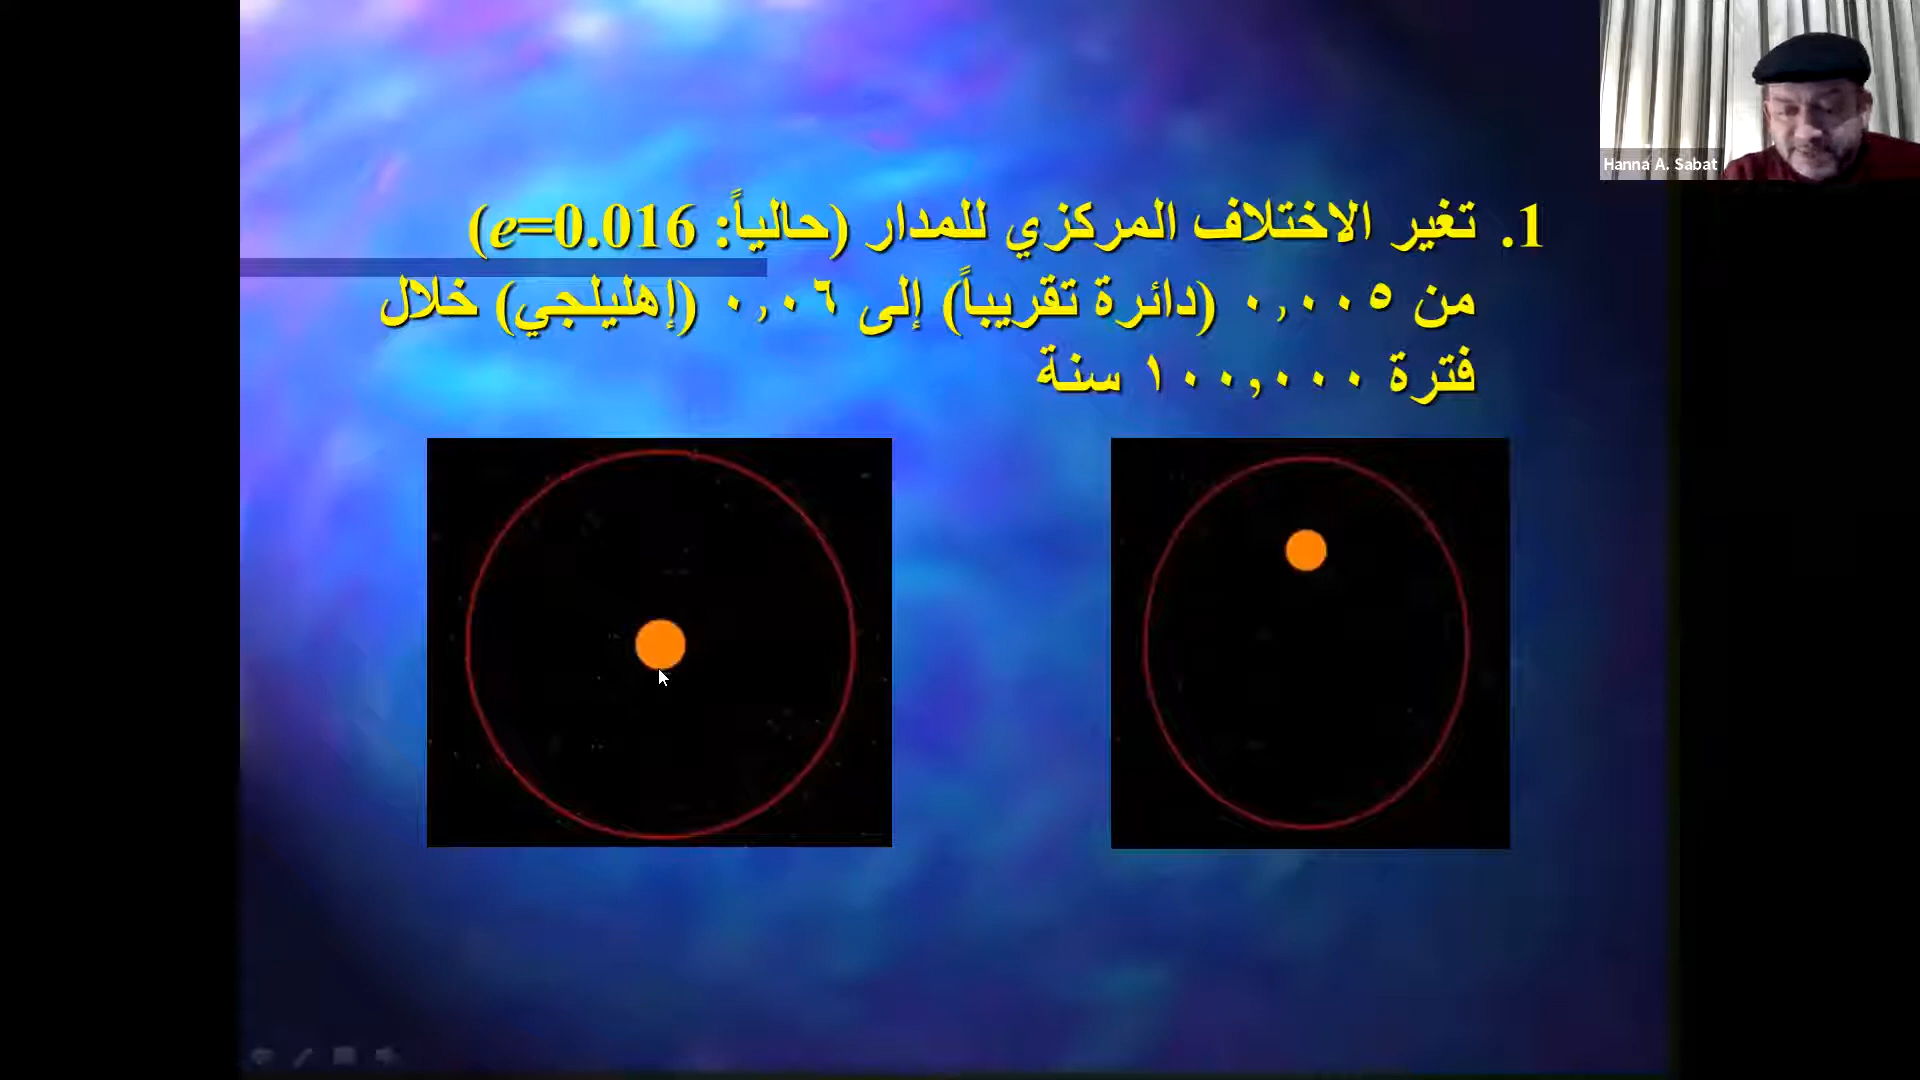 1. تغير الاختلاف المركزي للمدار (حالياً: e=0.016)
من ٠,٠٠٥ (دائرة تقريباً) إلى ٠,٠٦ (إهليلجي) خلال
فترة ١٠٠,٠٠٠ سنة
Hanna A. Sabat